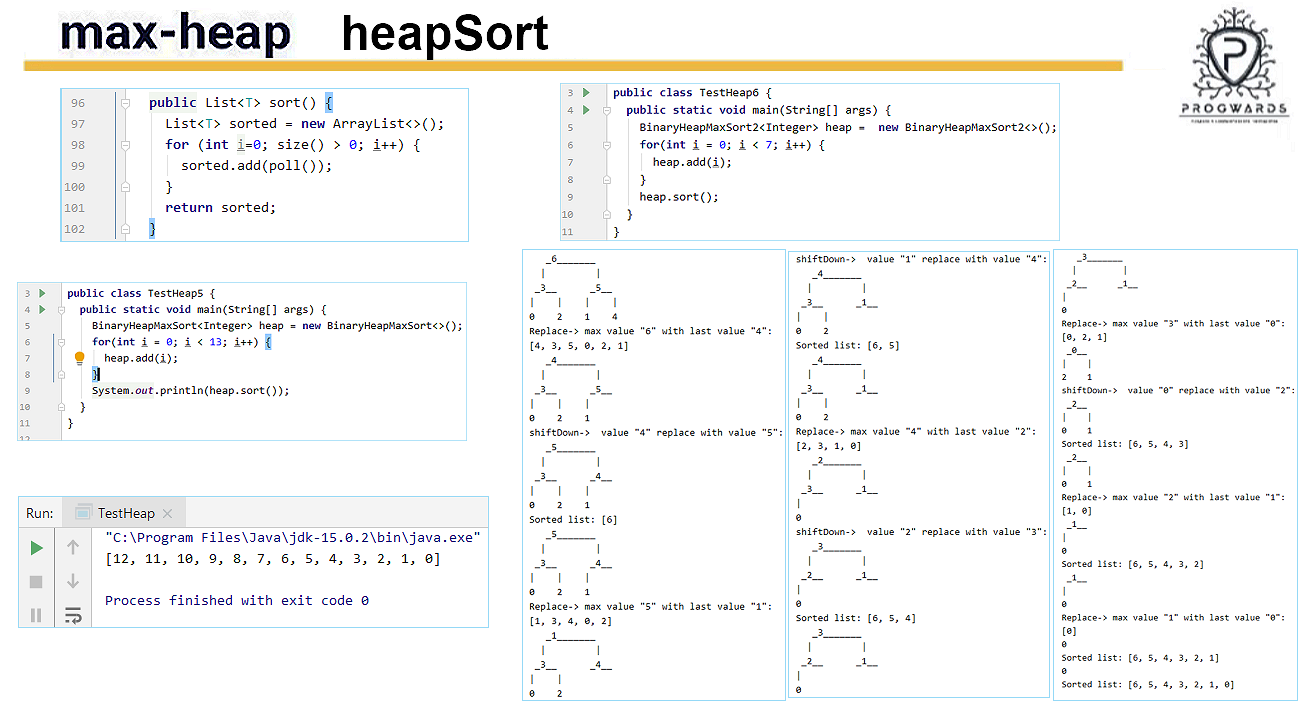 max-heap heapSort
PROGWARDS
96 public List<T> sort() {
97 List<T> sorted = new ArrayList<>();
98 for (int i=0; size() > 0; i++) {
99 sorted.add(poll());
100 }
101 return sorted;
102 }
3 public class TestHeap6 {
4 public static void main(String[] args) {
5 BinaryHeapMaxSort2<Integer> heap = new BinaryHeapMaxSort2<>();
6 for(int i = 0; i < 7; i++) {
7 heap.add(i);
8 }
9 heap.sort();
10 }
11 }
3 public class TestHeap5 {
4 public static void main(String[] args) {
5 BinaryHeapMaxSort<Integer> heap = new BinaryHeapMaxSort<>();
6 for(int i = 0; i < 13; i++) {
7 heap.add(i);
8 }
9 System.out.println(heap.sort());
10 }
11 }
12
Run: TestHeap
"C:\Program Files\Java\jdk-15.0.2\bin\java.exe"
[12, 11, 10, 9, 8, 7, 6, 5, 4, 3, 2, 1, 0]
Process finished with exit code 0
_6_______
| |
_3__ _5__
| | | |
0 2 1 4
Replace-> max value "6" with last value "4":
[4, 3, 5, 0, 2, 1]
_4_______
| |
_3__ _5__
| | |
0 2 1
shiftDown-> value "4" replace with value "5":
_5_______
| |
_3__ _4__
| | |
0 2 1
Sorted list: [6]
_5_______
| |
_3__ _4__
| | |
0 2 1
Replace-> max value "5" with last value "1":
[1, 3, 4, 0, 2]
_1_______
| |
_3__ _4__
| |
0 2
shiftDown-> value "1" replace with value "4":
_4_______
| |
_3__ _1__
| |
0 2
Sorted list: [6, 5]
_4_______
| |
_3__ _1__
| |
0 2
Replace-> max value "4" with last value "2":
[2, 3, 1, 0]
_2_______
| |
_3__ _1__
|
0
shiftDown-> value "2" replace with value "3":
_3_______
| |
_2__ _1__
|
0
Sorted list: [6, 5, 4]
_3_______
| |
_2__ _1__
|
0
_3_______
| |
_2__ _1__
|
0
Replace-> max value "3" with last value "0":
[0, 2, 1]
_0__
| |
2 1
shiftDown-> value "0" replace with value "2":
_2__
| |
0 1
Sorted list: [6, 5, 4, 3]
_2__
| |
0 1
Replace-> max value "2" with last value "1":
[1, 0]
_1__
|
0
Sorted list: [6, 5, 4, 3, 2]
_1__
|
0
Replace-> max value "1" with last value "0":
[0]
0
Sorted list: [6, 5, 4, 3, 2, 1]
0
Sorted list: [6, 5, 4, 3, 2, 1, 0]